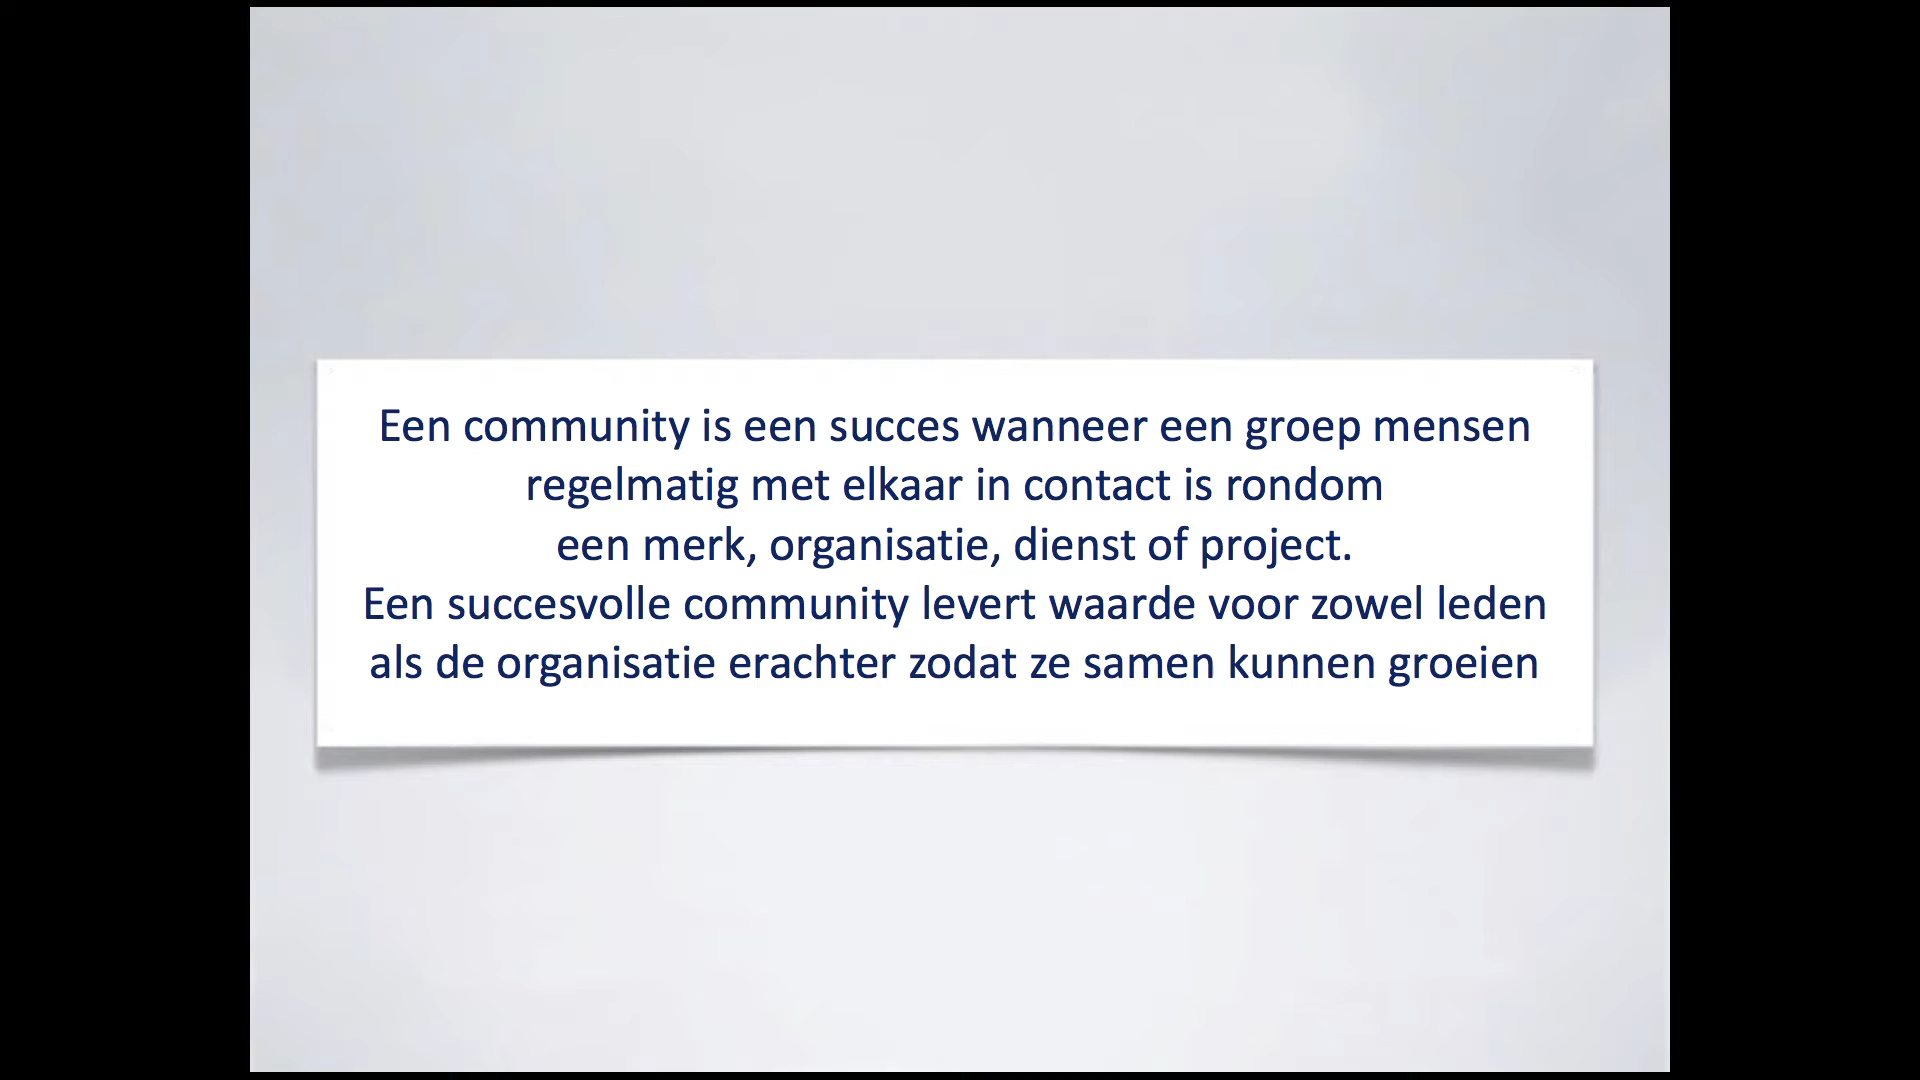 Een community is een succes wanneer een groep mensen
regelmatig met elkaar in contact is rondom
een merk, organisatie, dienst of project.
Een succesvolle community levert waarde voor zowel leden
als de organisatie erachter zodat ze samen kunnen groeien